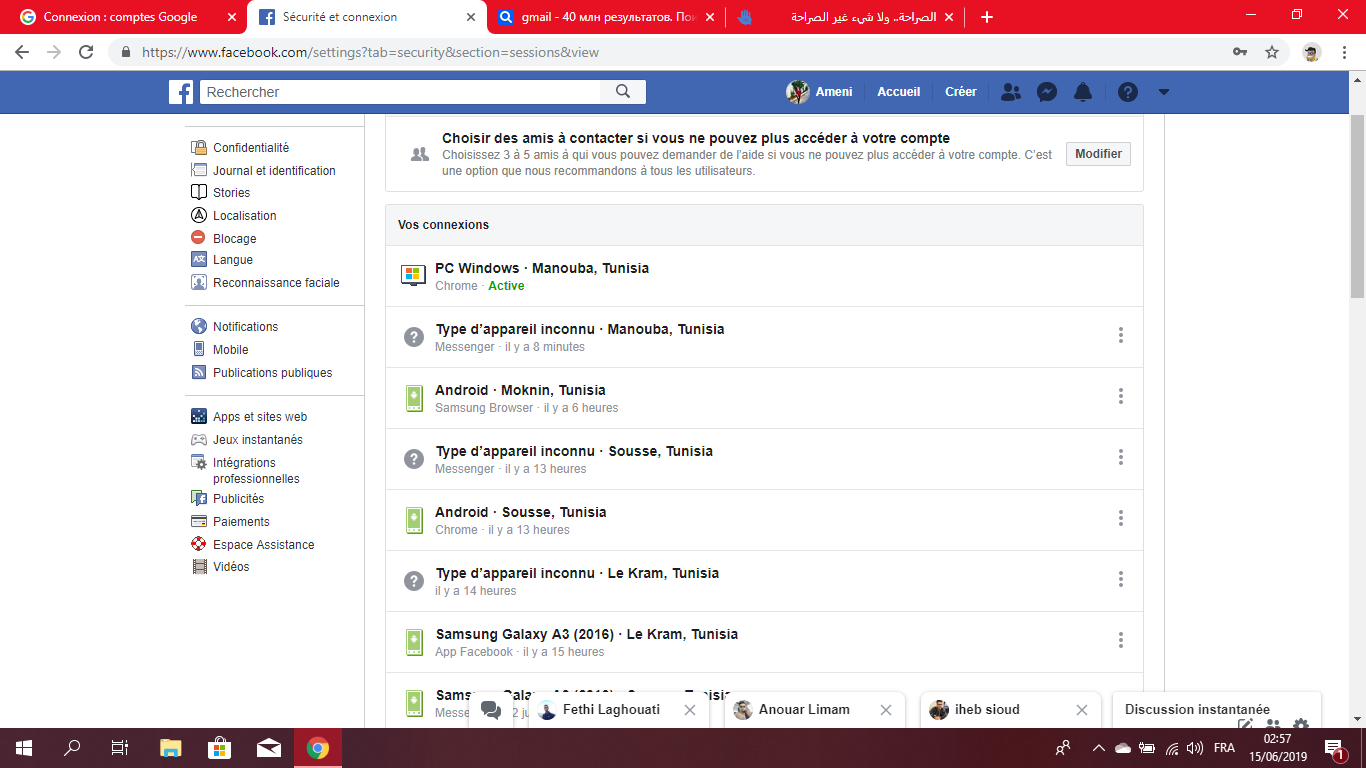 Connexion : comptes Google
Sécurité et connexion
gmail - 40 млн результатов. Пои
الصراحة.. ولا شيء غير الصراحة
https://www.facebook.com/settings?tab=security&section=sessions&view
Rechercher
Ameni
Accueil
Créer
Confidentialité
Journal et identification
Stories
Localisation
Blocage
Langue
Reconnaissance faciale
Notifications
Mobile
Publications publiques
Apps et sites web
Jeux instantanés
Intégrations
professionnelles
Publicités
Paiements
Espace Assistance
Vidéos
Choisir des amis à contacter si vous ne pouvez plus accéder à votre compte
Choisissez 3 à 5 amis à qui vous pouvez demander de l’aide si vous ne pouvez plus accéder à votre compte. C’est
une option que nous recommandons à tous les utilisateurs.
Modifier
Vos connexions
PC Windows · Manouba, Tunisia
Chrome · Active
Type d’appareil inconnu · Manouba, Tunisia
Messenger · il y a 8 minutes
Android · Moknin, Tunisia
Samsung Browser · il y a 6 heures
Type d’appareil inconnu · Sousse, Tunisia
Messenger · il y a 13 heures
Android · Sousse, Tunisia
Chrome · il y a 13 heures
Type d’appareil inconnu · Le Kram, Tunisia
il y a 14 heures
Samsung Galaxy A3 (2016) · Le Kram, Tunisia
App Facebook · il y a 15 heures
Fethi Laghouati
Anouar Limam
iheb sioud
Discussion instantanée
FRA
02:57
15/06/2019
1